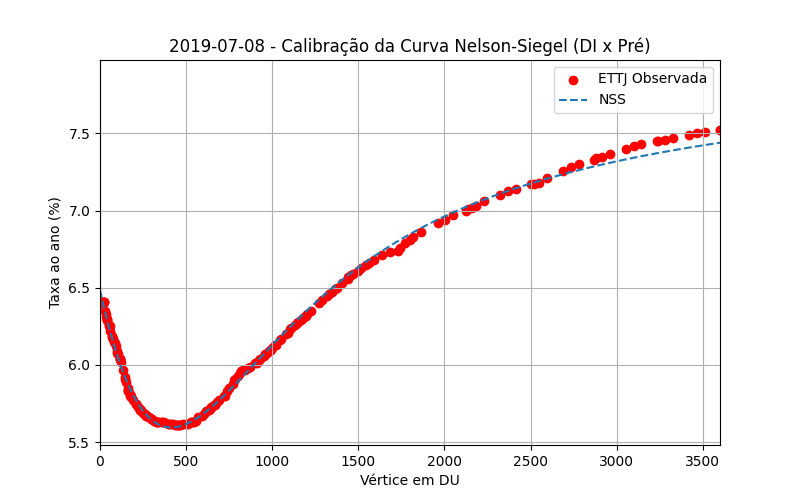 2019-07-08 - Calibração da Curva Nelson-Siegel (DI x Pré)
ETTJ Observada
NSS
Taxa ao ano (%)
7.5
7.0
6.5
6.0
5.5
0 500 1000 1500 2000 2500 3000 3500
Vértice em DU